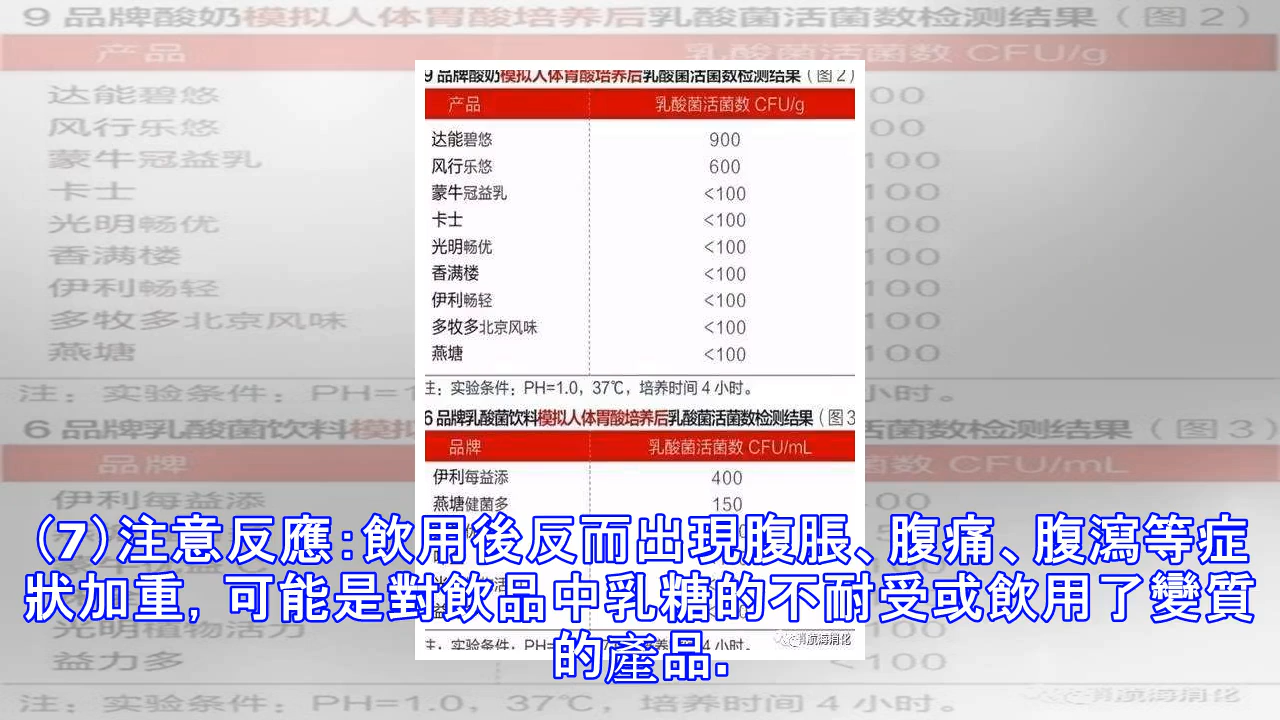 9品牌酸奶模拟人体胃酸培养后乳酸菌活菌数检测结果（图2）
产品 乳酸菌活菌数 CFU/g
达能碧悠 900
风行乐悠 600
蒙牛冠益乳 <100
卡士 <100
光明畅优 <100
香满楼 <100
伊利畅轻 <100
多牧多北京风味 <100
燕塘 <100
注：实验条件：PH=1.0，37℃，培养时间 4 小时。
6品牌乳酸菌饮料模拟人体胃酸培养后乳酸菌活菌数检测结果（图3）
品牌 乳酸菌活菌数 CFU/mL
伊利每益添 400
燕塘健菌多 150
光明植物活力
益力多 <100
注：实验条件：PH=1.0，37℃，培养时间 4 小时。
(7)注意反應:飲用後反而出現腹脹、腹痛、腹瀉等症
狀加重,可能是對飲品中乳糖的不耐受或飲用了變質
的產品.